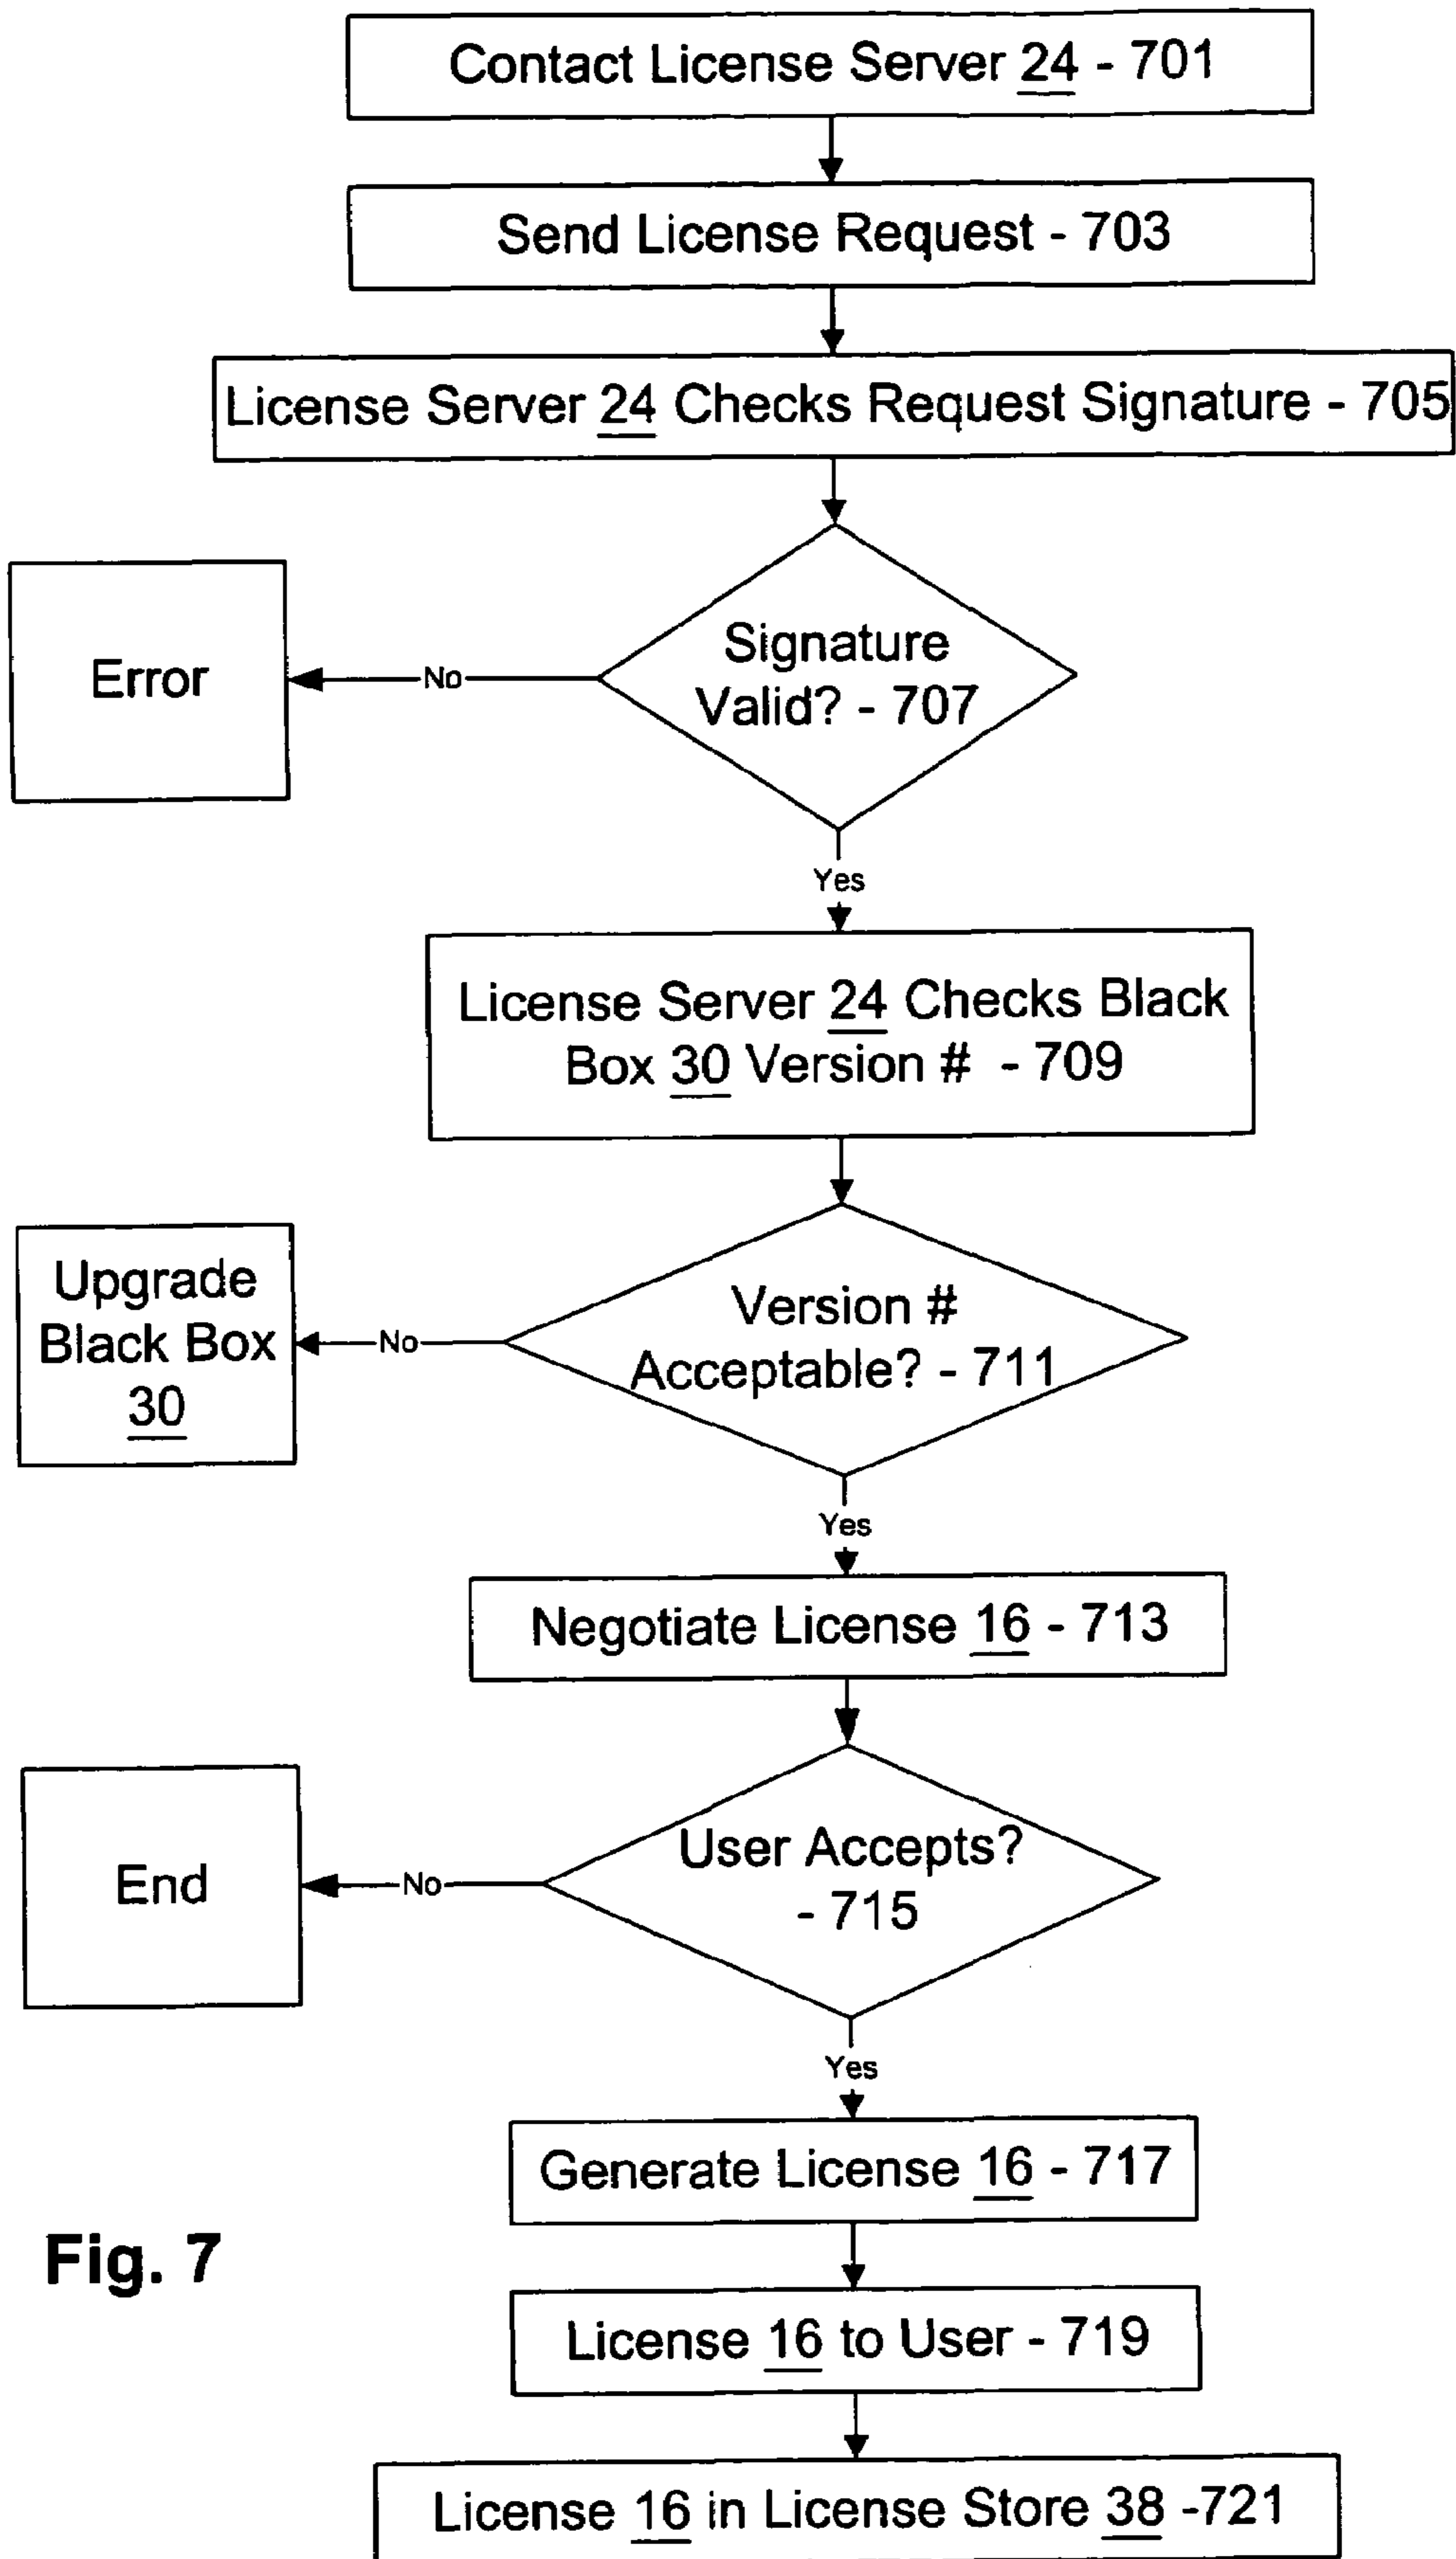 Contact License Server 24 - 701
Send License Request - 703
License Server 24 Checks Request Signature - 705
Signature
Valid? - 707
No
Error
Yes
License Server 24 Checks Black
Box 30 Version # - 709
Version #
Acceptable? - 711
No
Upgrade
Black Box
30
Yes
Negotiate License 16 - 713
User Accepts?
- 715
No
End
Yes
Generate License 16 - 717
License 16 to User - 719
License 16 in License Store 38 -721
Fig. 7